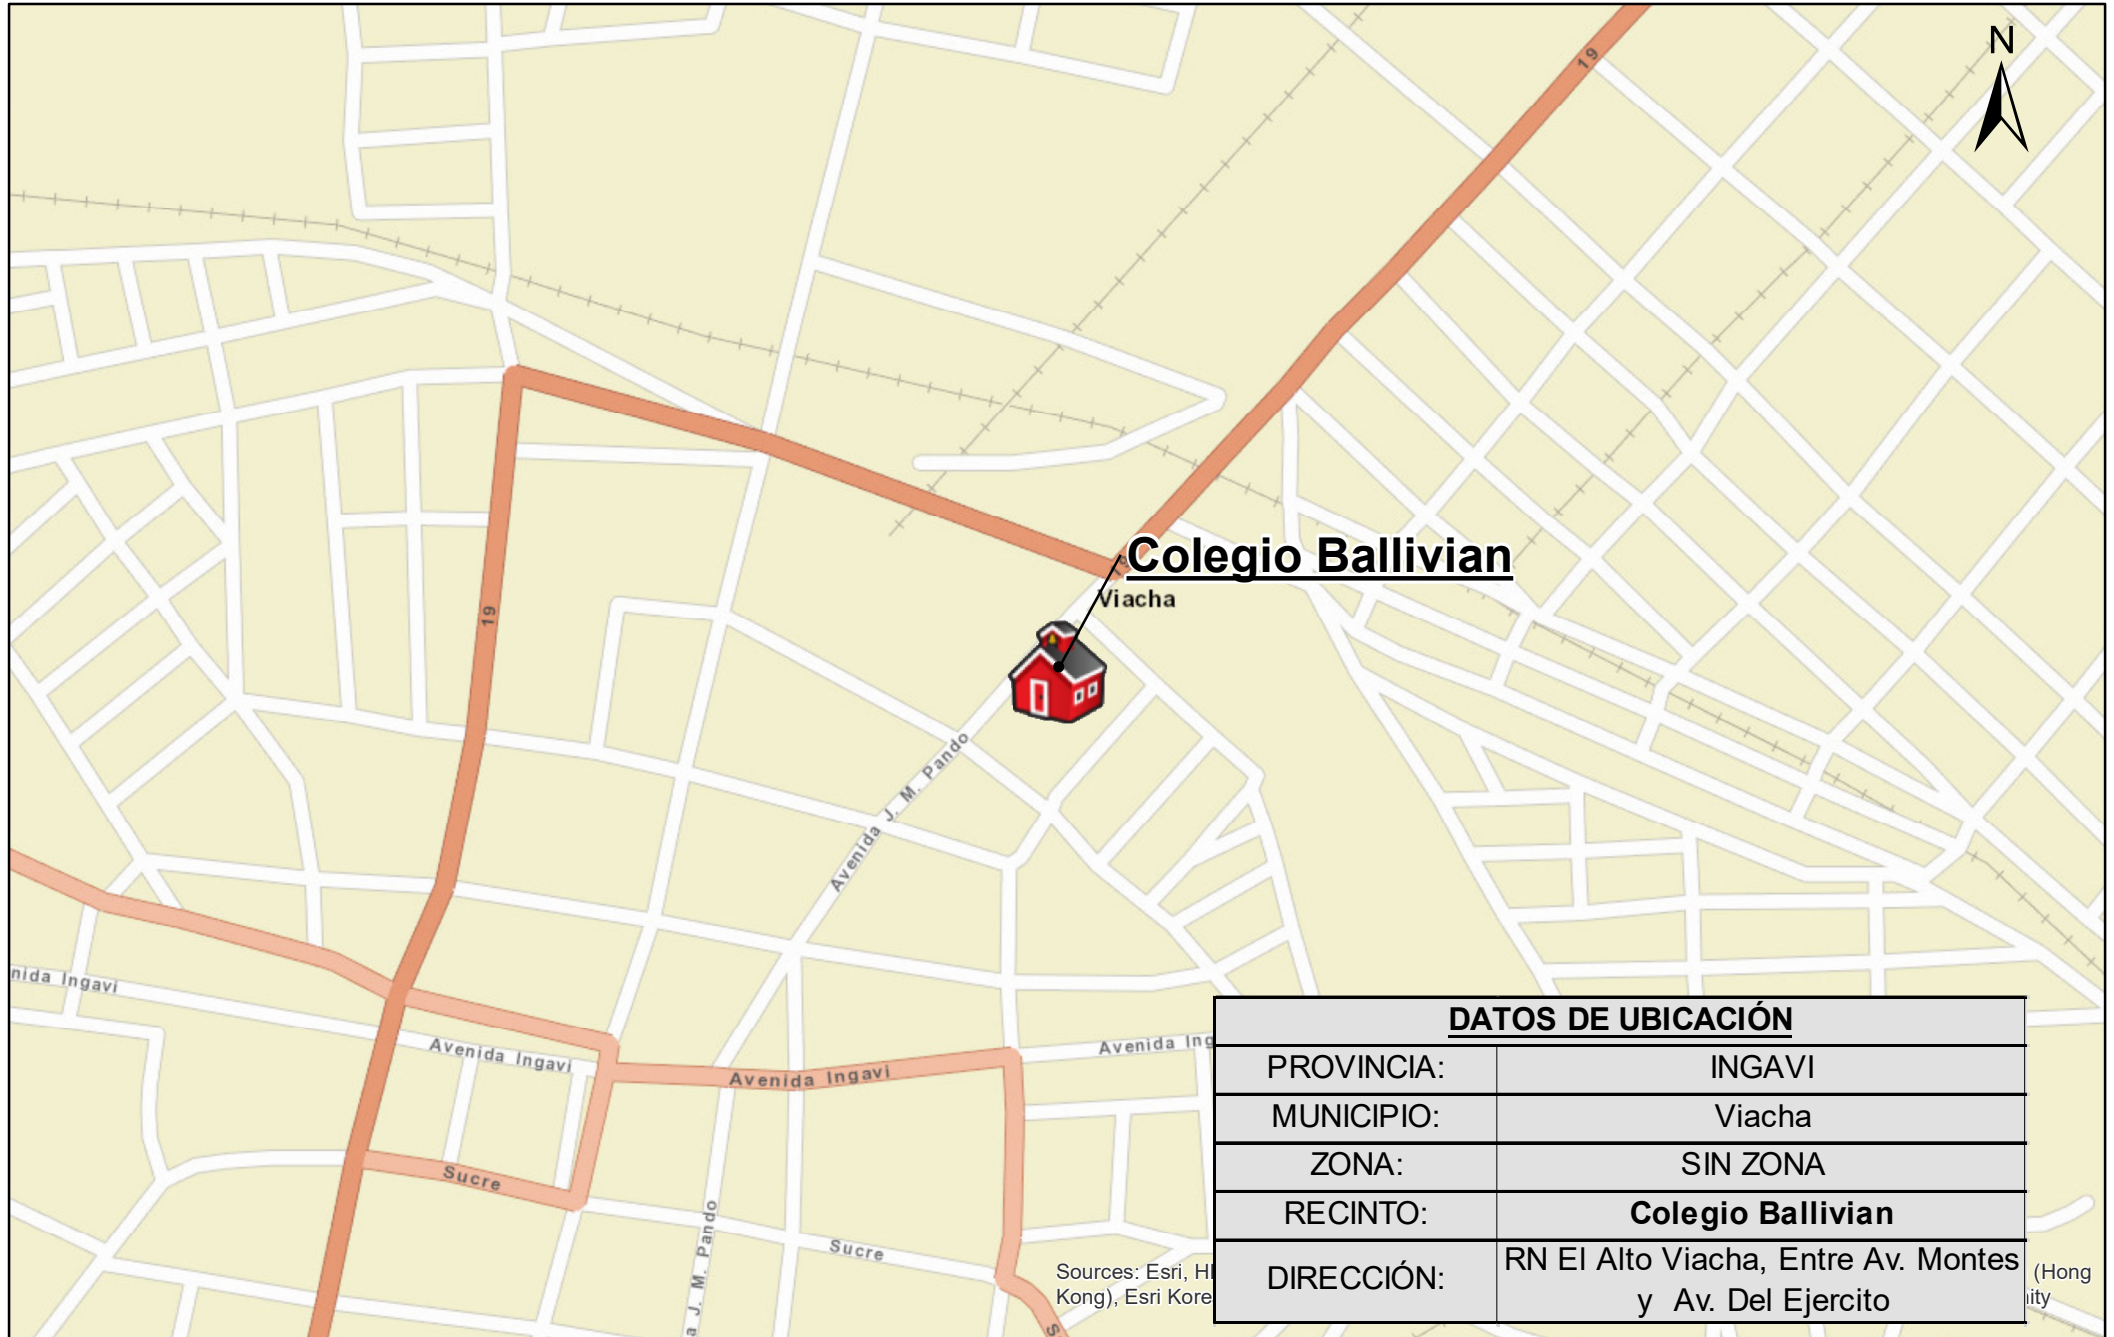 N
19
Colegio Ballivian
19
Viacha
19
Avenida J. M. Pando
nida Ingavi
Avenida Ingavi
Avenida Ingavi
Avenida Ing
Sucre
Sucre
a J. M. Pando
S
DATOS DE UBICACIÓN
PROVINCIA: INGAVI
MUNICIPIO: Viacha
ZONA: SIN ZONA
RECINTO: Colegio Ballivian
DIRECCIÓN: RN El Alto Viacha, Entre Av. Montes
y Av. Del Ejercito
Sources: Esri, (Hong
Kong), Esri Kore